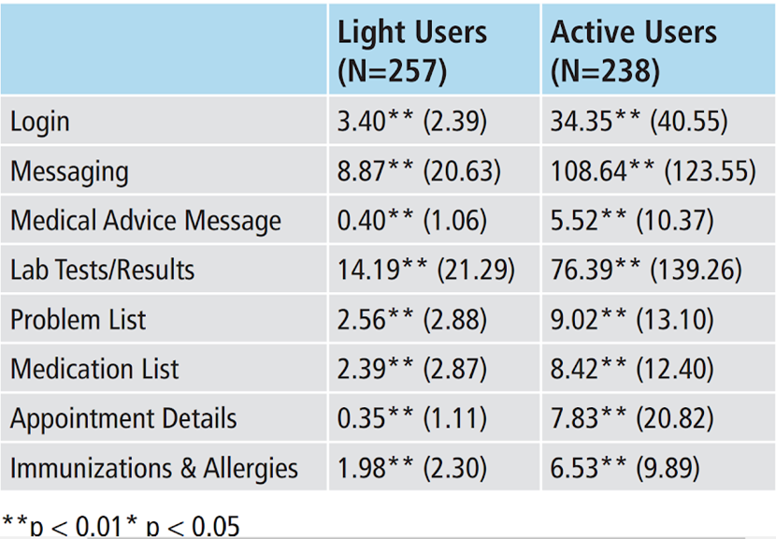 Light Users Active Users
(N=257) (N=238)
Login 3.40** (2.39) 34.35** (40.55)
Messaging 8.87** (20.63) 108.64** (123.55)
Medical Advice Message 0.40** (1.06) 5.52** (10.37)
Lab Tests/Results 14.19** (21.29) 76.39** (139.26)
Problem List 2.56** (2.88) 9.02** (13.10)
Medication List 2.39** (2.87) 8.42** (12.40)
Appointment Details 0.35** (1.11) 7.83** (20.82)
Immunizations & Allergies 1.98** (2.30) 6.53** (9.89)
**p < 0.01* p < 0.05